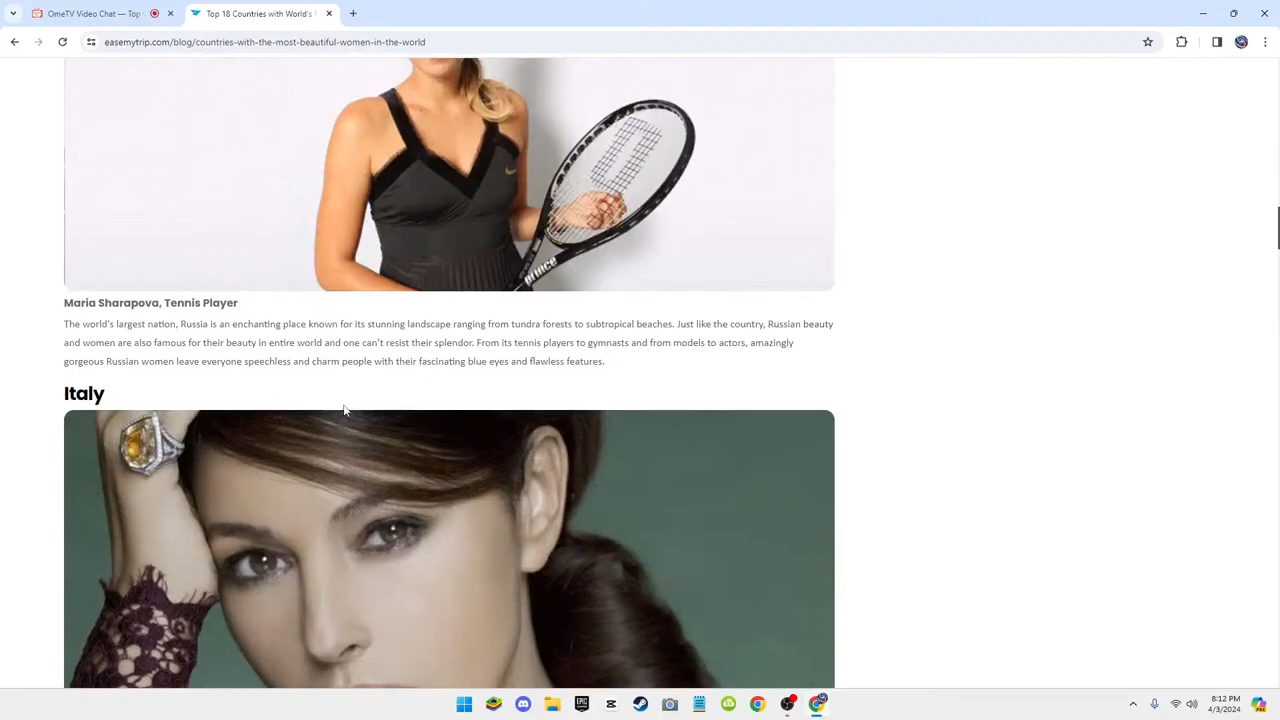 OmeTV Video Chat — Top
Top 18 Countries with World's
easemytrip.com/blog/countries-with-the-most-beautiful-women-in-the-world
prince
Maria Sharapova, Tennis Player
The world's largest nation, Russia is an enchanting place known for its stunning landscape ranging from tundra forests to subtropical beaches. Just like the country, Russian beauty
and women are also famous for their beauty in entire world and one can't resist their splendor. From its tennis players to gymnasts and from models to actors, amazingly
gorgeous Russian women leave everyone speechless and charm people with their fascinating blue eyes and flawless features.
Italy
EPIC
8:12 PM
4/3/2024